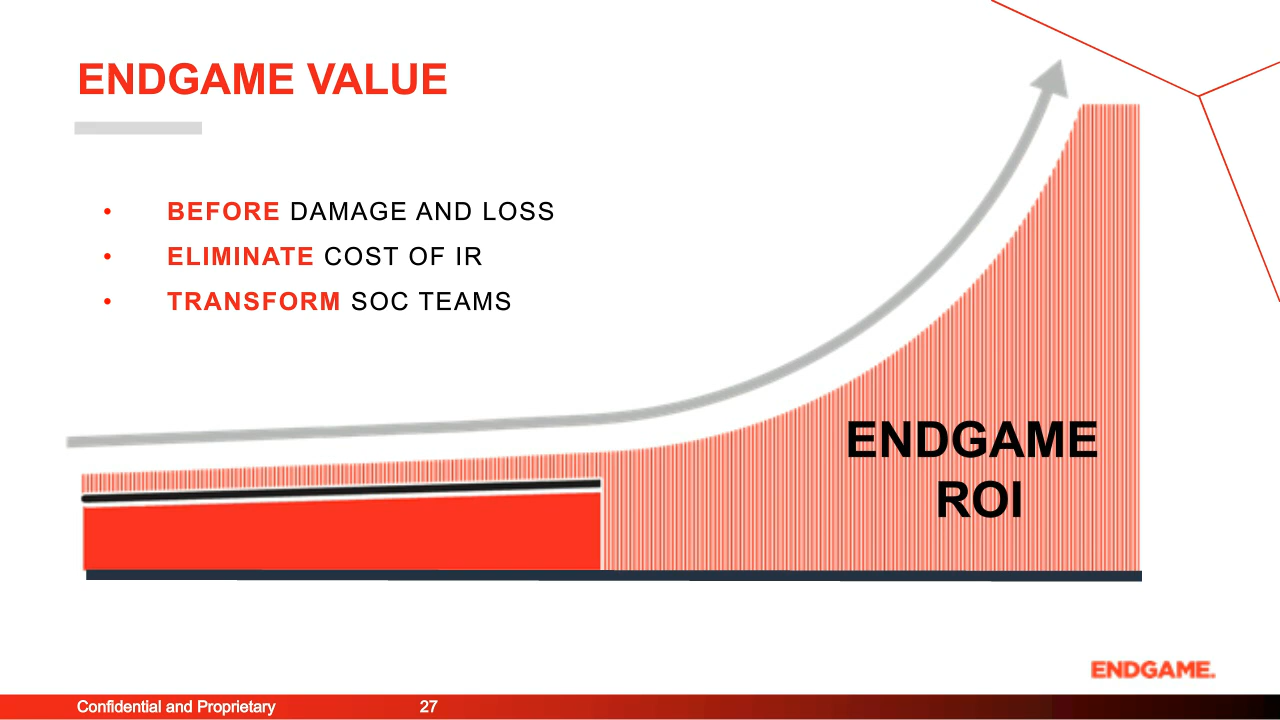 ENDGAME VALUE
• BEFORE DAMAGE AND LOSS
• ELIMINATE COST OF IR
• TRANSFORM SOC TEAMS
ENDGAME
ROI
ENDGAME.
Confidential and Proprietary 27